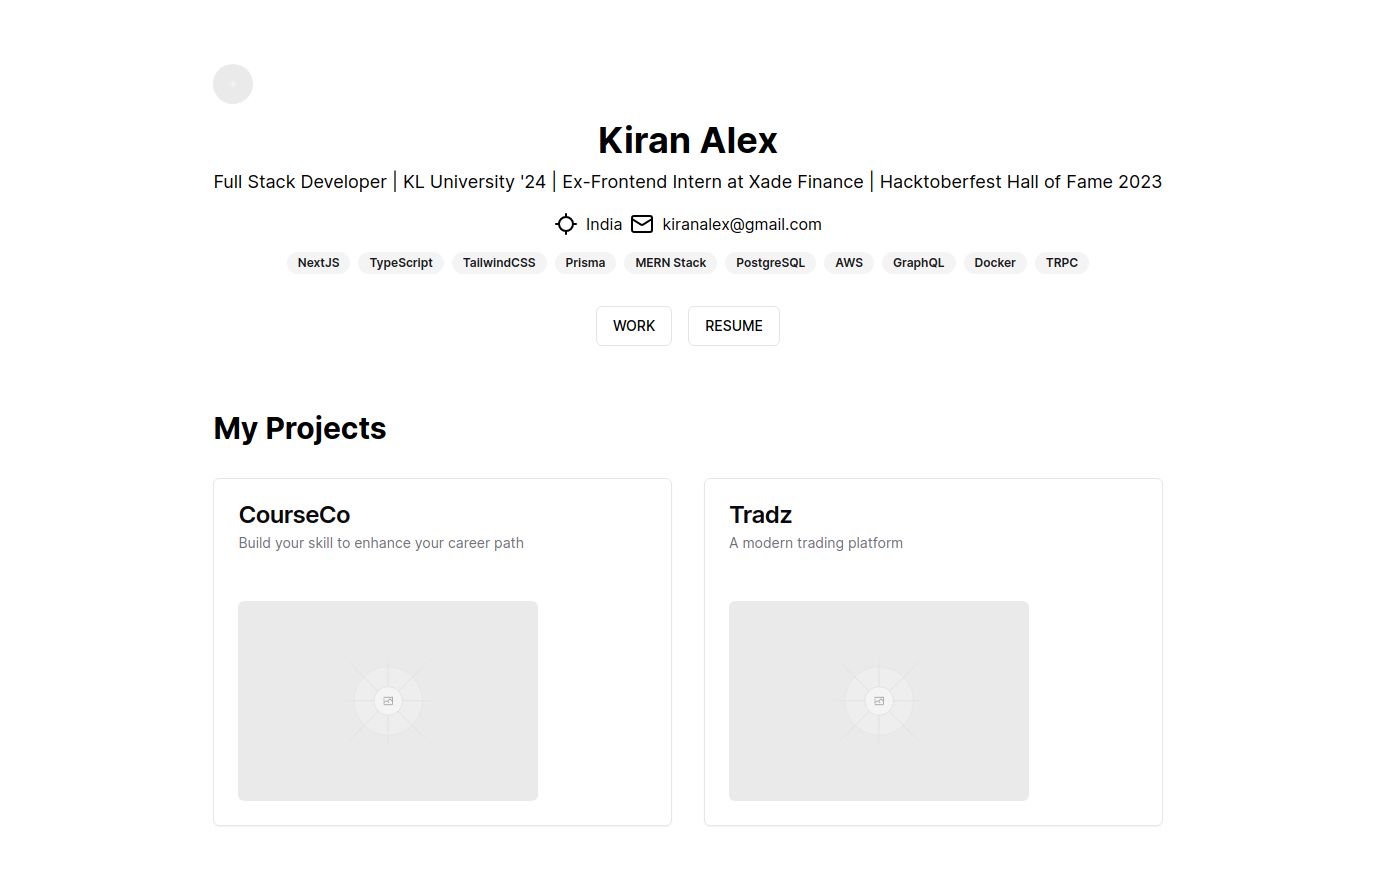 Kiran Alex
Full Stack Developer | KL University '24 | Ex-Frontend Intern at Xade Finance | Hacktoberfest Hall of Fame 2023
India kiranalex@gmail.com
NextJS TypeScript TailwindCSS Prisma MERN Stack PostgreSQL AWS GraphQL Docker TRPC
WORK RESUME
My Projects
CourseCo
Build your skill to enhance your career path
Tradz
A modern trading platform